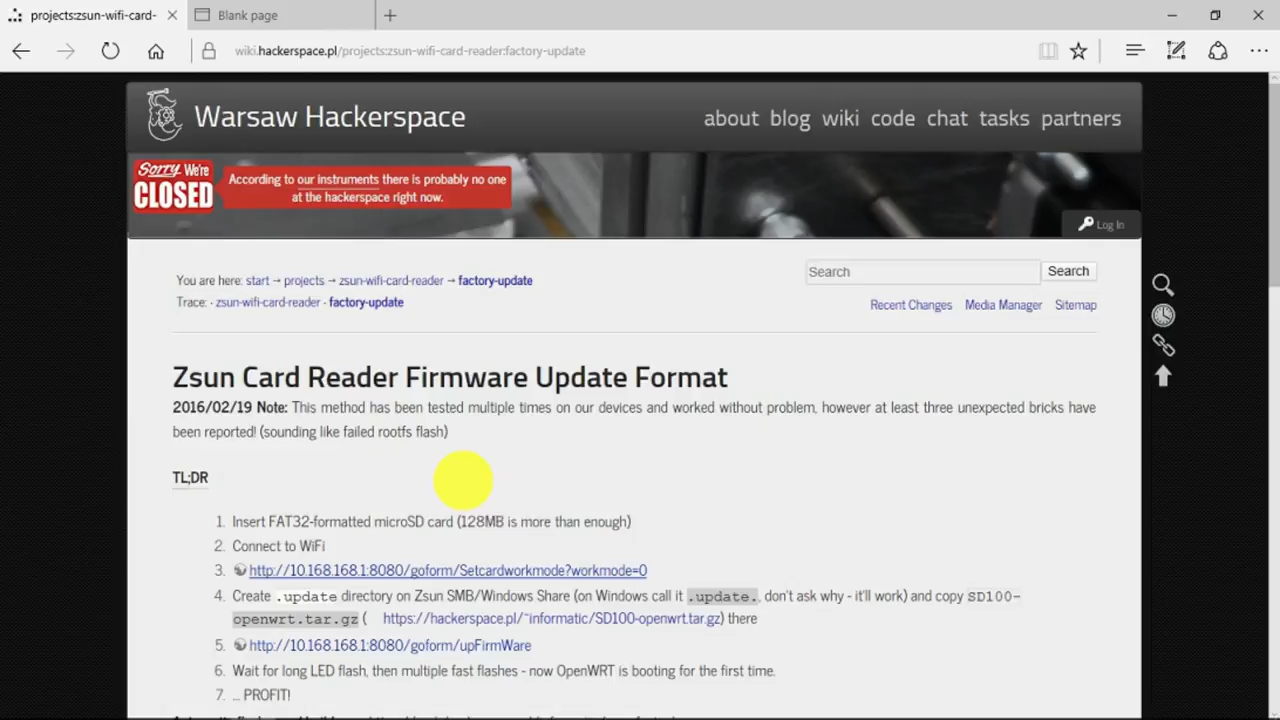 projects:zsun-wifi-card-
Blank page
wiki.hackerspace.pl/projects:zsun-wifi-card-reader:factory-update
Warsaw Hackerspace
about blog wiki code chat tasks partners
Sorry We're
CLOSED
According to our instruments there is probably no one
at the hackerspace right now.
Log In
You are here: start → projects → zsun-wifi-card-reader → factory-update
Search
Search
Trace: · zsun-wifi-card-reader · factory-update
Recent Changes Media Manager Sitemap
Zsun Card Reader Firmware Update Format
2016/02/19 Note: This method has been tested multiple times on our devices and worked without problem, however at least three unexpected bricks have
been reported! (sounding like failed rootfs flash)
TL;DR
1. Insert FAT32-formatted microSD card (128MB is more than enough)
2. Connect to WiFi
3. http://10.168.168.1:8080/goform/Setcardworkmode?workmode=0
4. Create .update directory on Zsun SMB/Windows Share (on Windows call it .update., don't ask why - it'll work) and copy SD100-
openwrt.tar.gz ( https://hackerspace.pl/~informatic/SD100-openwrt.tar.gz) there
5. http://10.168.168.1:8080/goform/upFirmWare
6. Wait for long LED flash, then multiple fast flashes - now OpenWRT is booting for the first time.
7. ... PROFIT!